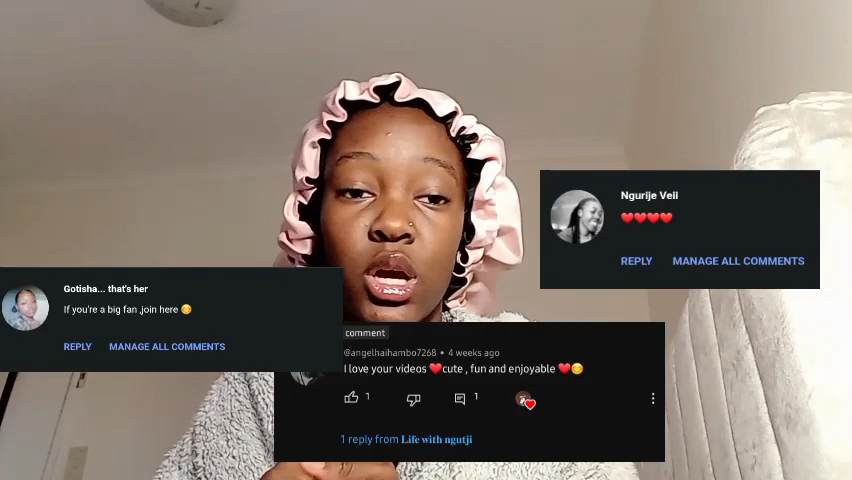 Ngurije Veii
❤️❤️❤️❤️
REPLY MANAGE ALL COMMENTS
Gotisha... that's her
If you're a big fan ,join here 😊
REPLY MANAGE ALL COMMENTS
comment
@angelhaihambo7268 • 4 weeks ago
I love your videos ❤️cute , fun and enjoyable ❤️😊
1
1
1 reply from Life with ngutji